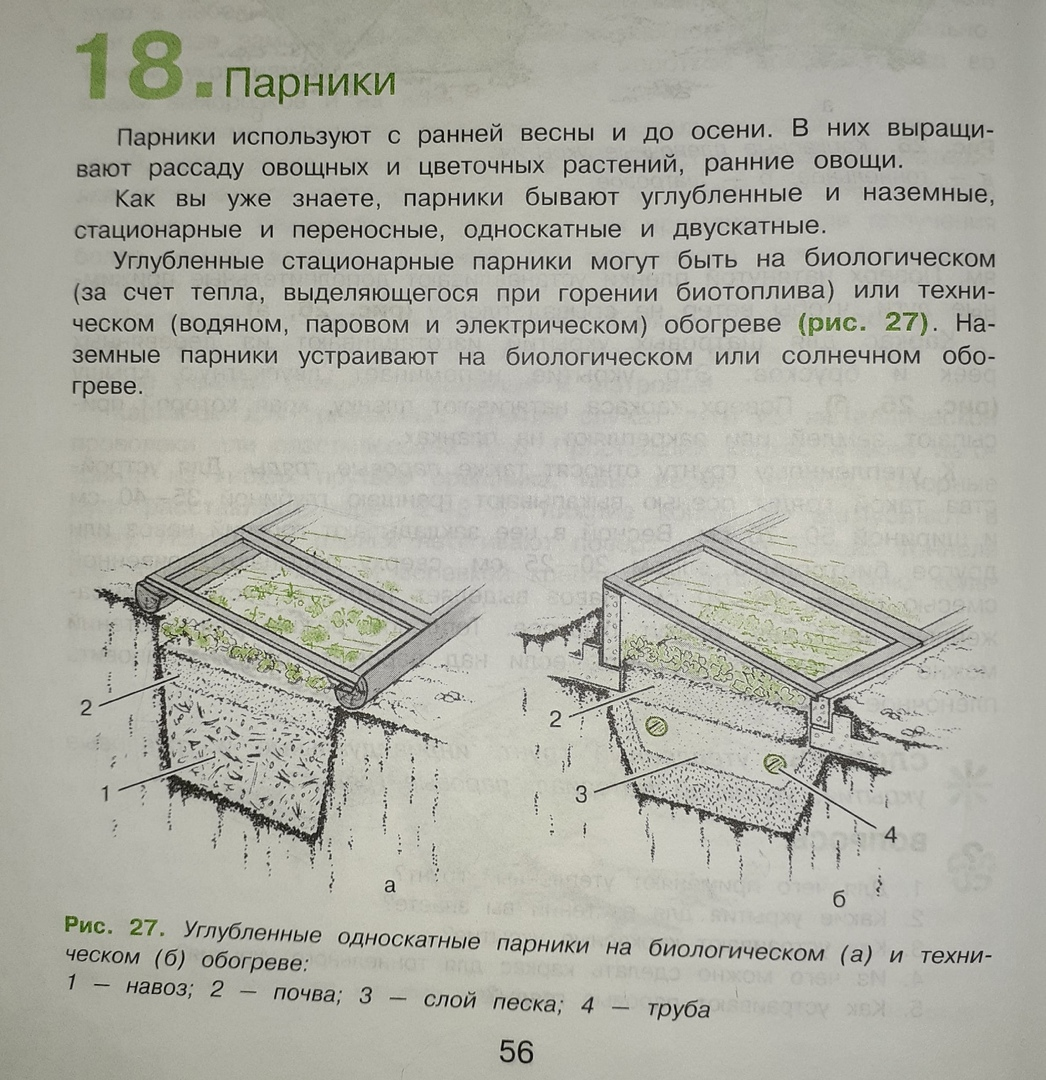 18. Парники
Парники используют с ранней весны и до осени. В них выращи-
вают рассаду овощных и цветочных растений, ранние овощи.
Как вы уже знаете, парники бывают углубленные и наземные,
стационарные и переносные, односкатные и двускатные.
Углубленные стационарные парники могут быть на биологическом
(за счет тепла, выделяющегося при горении биотоплива) или техни-
ческом (водяном, паровом и электрическом) обогреве (рис. 27). На-
земные парники устраивают на биологическом или солнечном обо-
греве.
2
1
а
2
3
4
б
Рис. 27. Углубленные односкатные парники на биологическом (а) и техни-
ческом (б) обогреве:
1 — навоз; 2 — почва; 3 — слой песка; 4 — труба
56